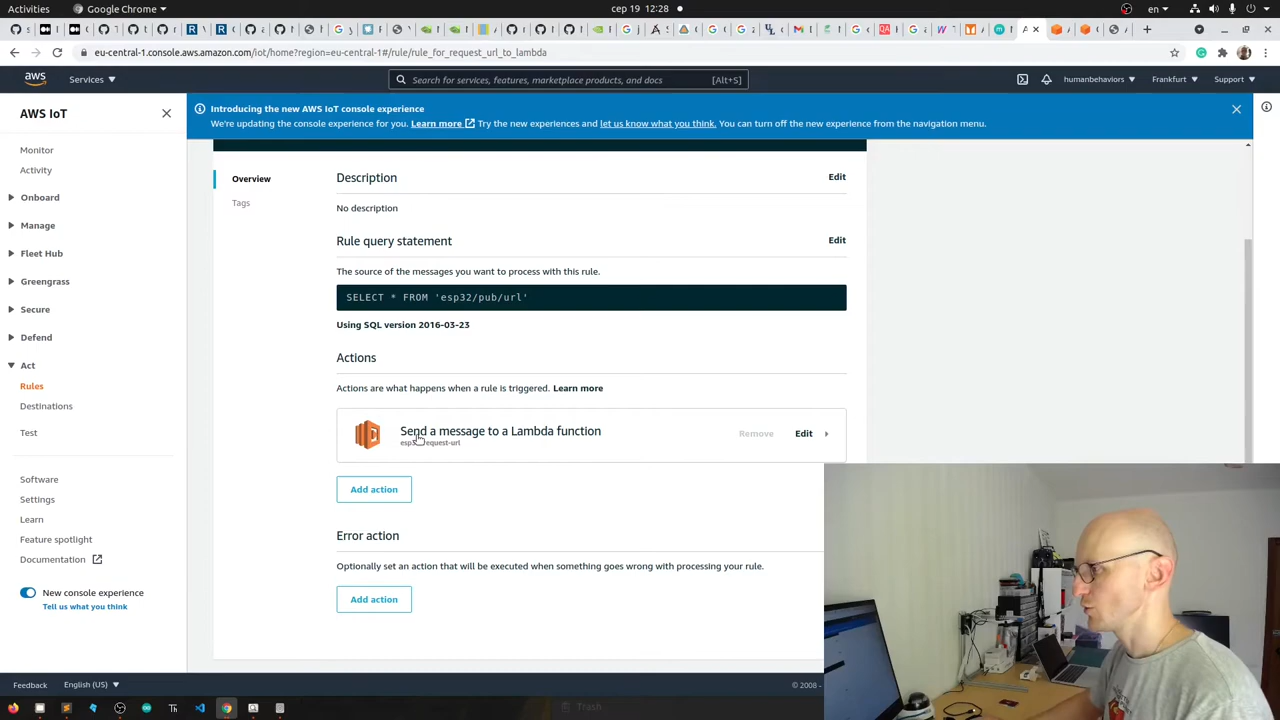 Activities
Google Chrome
сер 19 12:28
en
eu-central-1.console.aws.amazon.com/iot/home?region=eu-central-1#/rule/rule_for_request_url_to_lambda
aws
Services
Search for services, features, marketplace products, and docs
[Alt+S]
humanbehaviors
Frankfurt
Support
AWS IoT
Introducing the new AWS IoT console experience
We're updating the console experience for you. Learn more Try the new experiences and let us know what you think. You can turn off the new experience from the navigation menu.
Monitor
Activity
Onboard
Manage
Fleet Hub
Greengrass
Secure
Defend
Act
Rules
Destinations
Test
Software
Settings
Learn
Feature spotlight
Documentation
New console experience
Tell us what you think
Overview
Tags
Description
Edit
No description
Rule query statement
Edit
The source of the messages you want to process with this rule.
SELECT * FROM 'esp32/pub/url'
Using SQL version 2016-03-23
Actions
Actions are what happens when a rule is triggered. Learn more
Send a message to a Lambda function
Remove
Edit
Add action
Error action
Optionally set an action that will be executed when something goes wrong with processing your rule.
Add action
Feedback
English (US)
© 2008 -
Trash